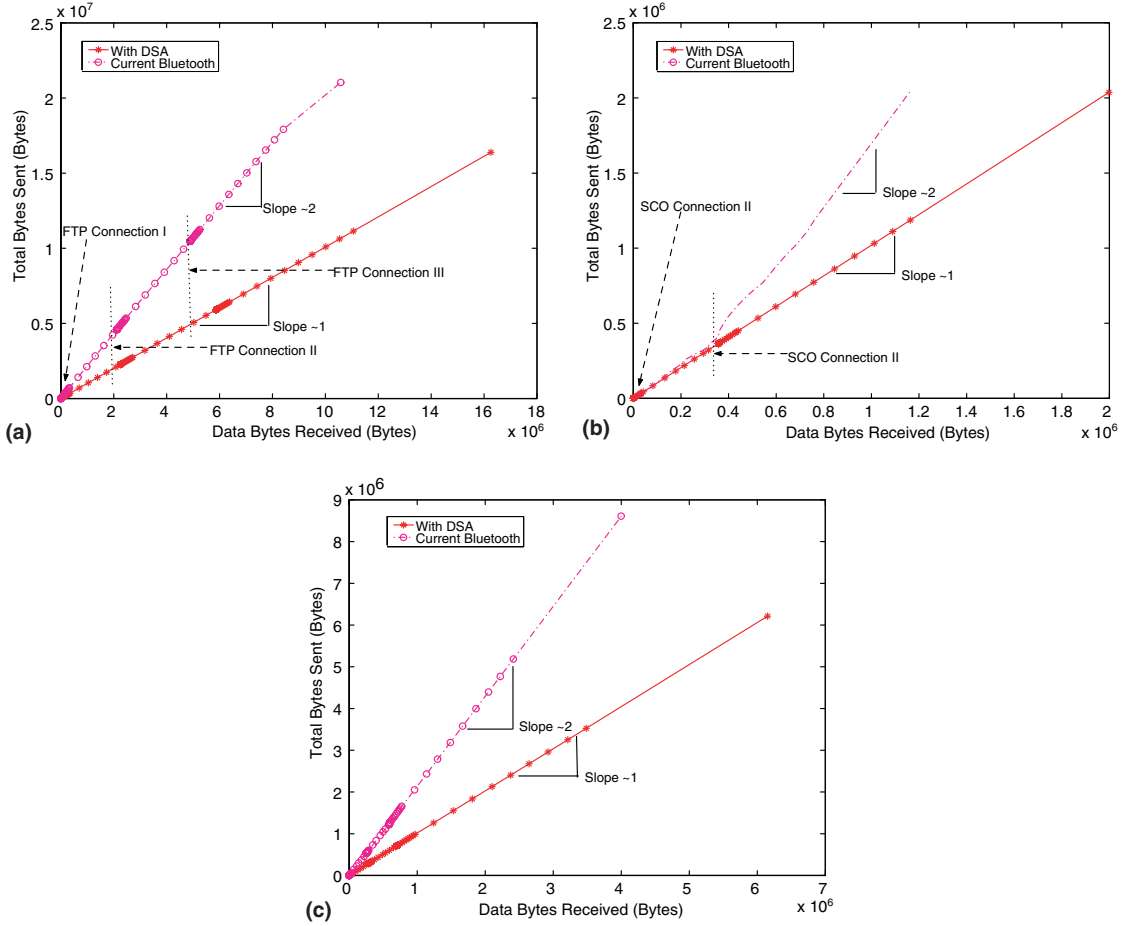 x 10^7
2.5
2
1.5
1
0.5
0
Total Bytes Sent (Bytes)
With DSA
Current Bluetooth
Slope ~2
FTP Connection I
FTP Connection III
Slope ~1
FTP Connection II
0 2 4 6 8 10 12 14 16 18
Data Bytes Received (Bytes)
x 10^6
(a)
x 10^6
2.5
2
1.5
1
0.5
0
Total Bytes Sent (Bytes)
With DSA
Current Bluetooth
Slope ~2
SCO Connection II
Slope ~1
SCO Connection II
0 0.2 0.4 0.6 0.8 1 1.2 1.4 1.6 1.8 2
Data Bytes Received (Bytes)
x 10^6
(b)
x 10^6
9
8
7
6
5
4
3
2
1
0
Total Bytes Sent (Bytes)
With DSA
Current Bluetooth
Slope ~2
Slope ~1
0 1 2 3 4 5 6 7
Data Bytes Received (Bytes)
x 10^6
(c)